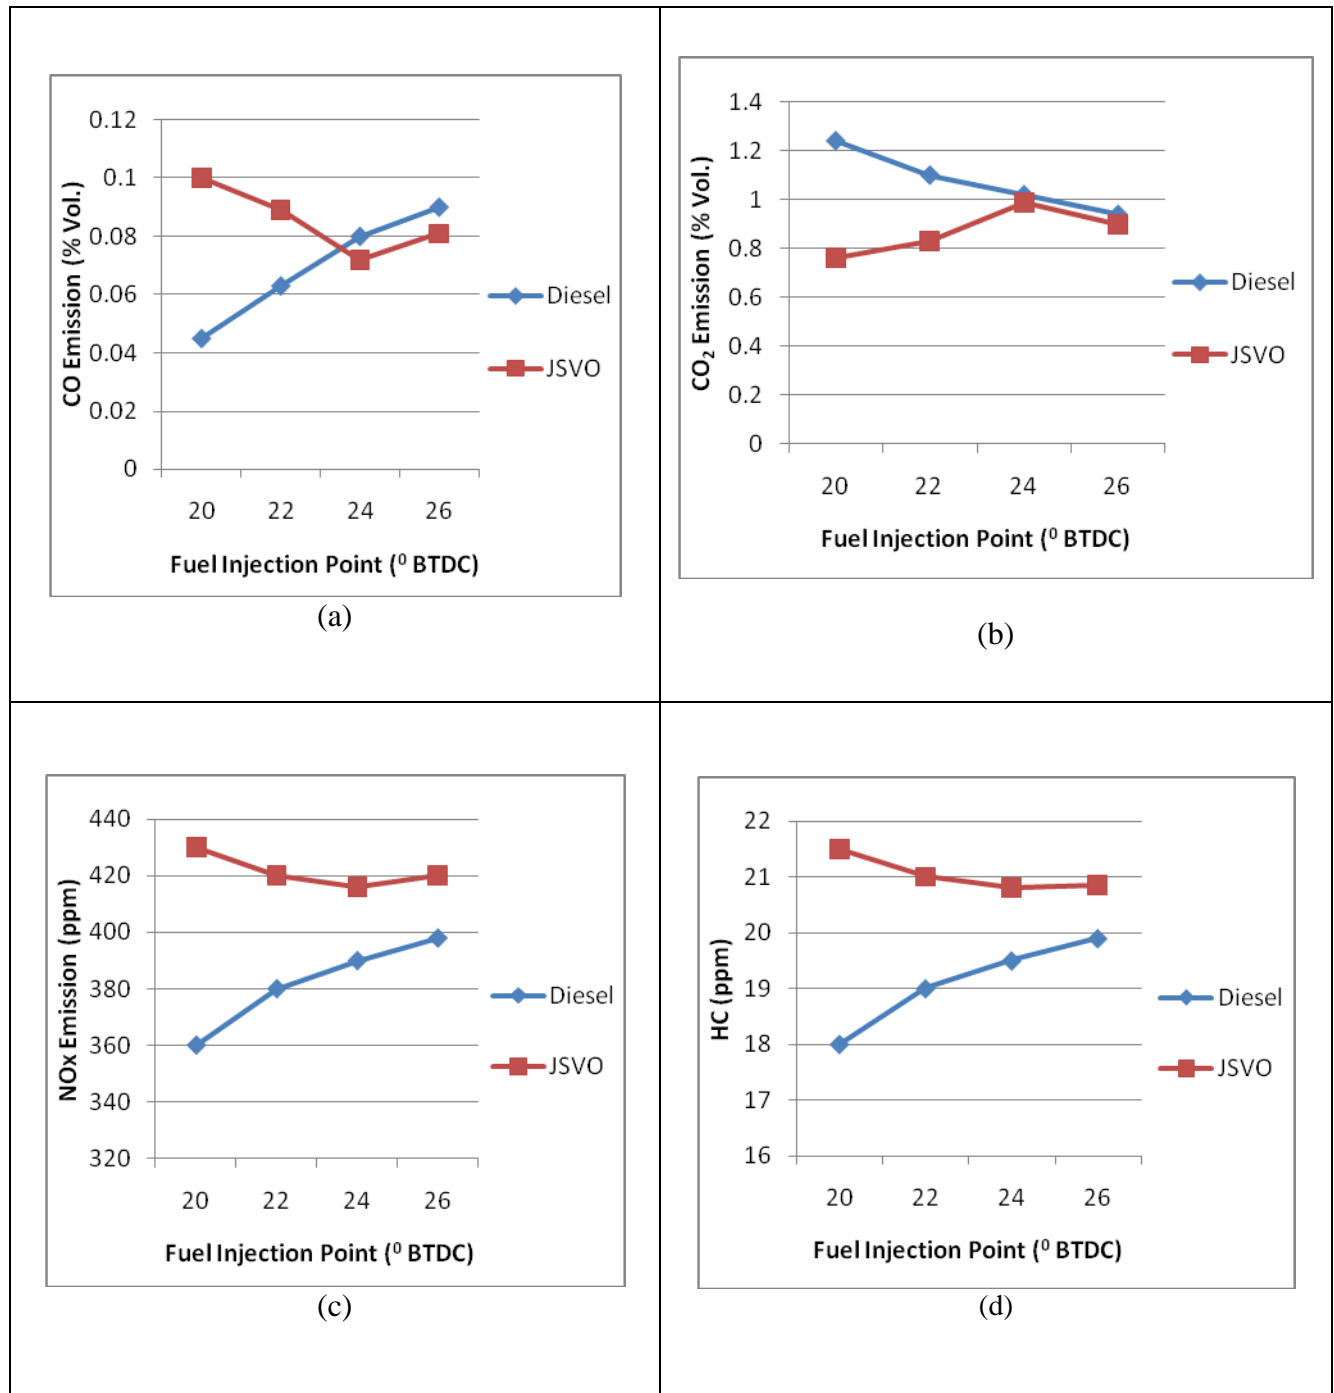 0.12
0.1
0.08
0.06
0.04
0.02
0
CO Emission (% Vol.)
20 22 24 26
Fuel Injection Point (⁰ BTDC)
Diesel
JSVO
(a)
1.4
1.2
1
0.8
0.6
0.4
0.2
0
CO₂ Emission (% Vol.)
20 22 24 26
Fuel Injection Point (⁰ BTDC)
Diesel
JSVO
(b)
440
420
400
380
360
340
320
NOx Emission (ppm)
20 22 24 26
Fuel Injection Point (⁰ BTDC)
Diesel
JSVO
(c)
22
21
20
19
18
17
16
HC (ppm)
20 22 24 26
Fuel Injection Point (⁰ BTDC)
Diesel
JSVO
(d)